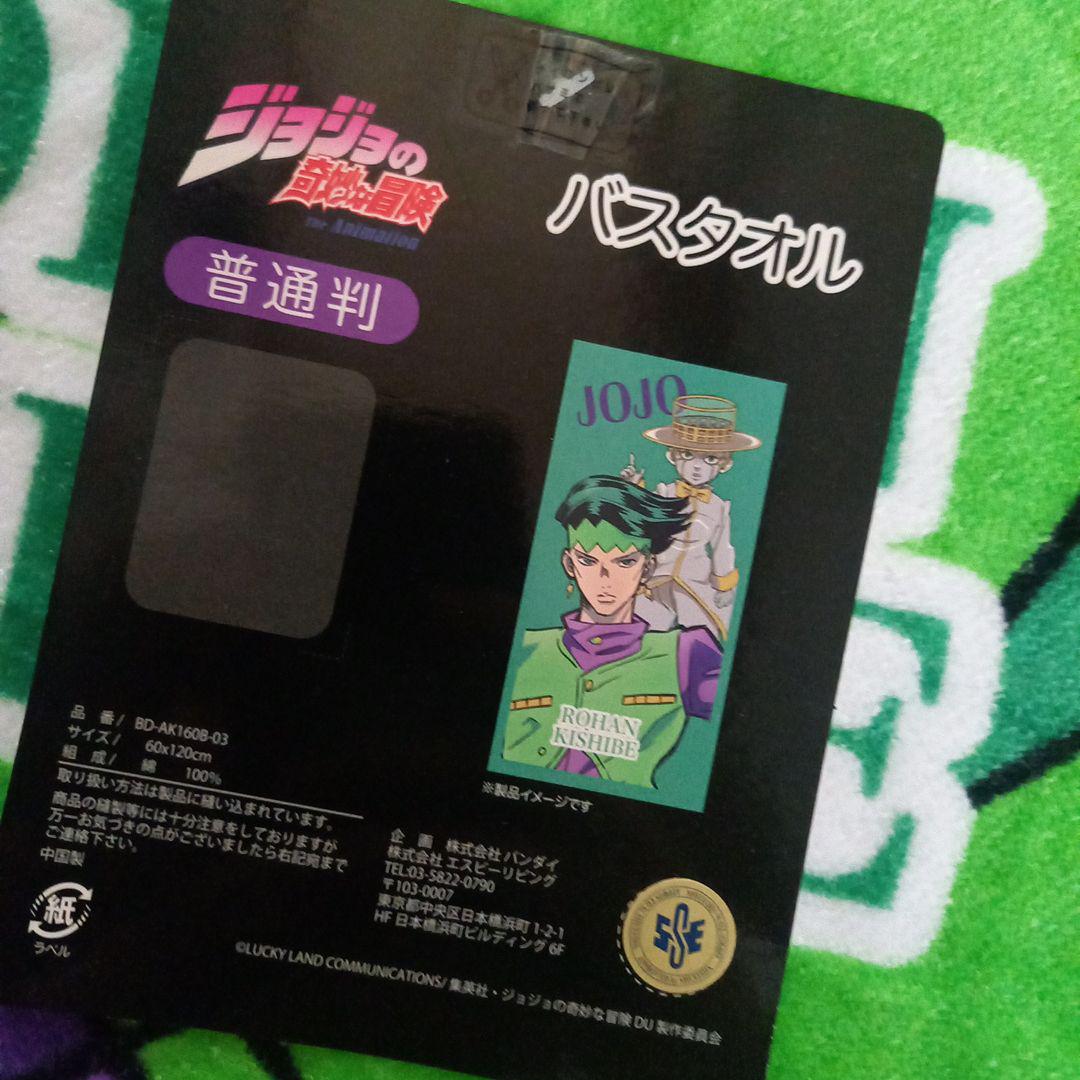 ジョジョの
奇妙な冒険
The Animation
バスタオル
普通判
JOJO
ROHAN
KISHIBE
※製品イメージです
品 番/ BD-AK160B-03
サイズ/ 60x120cm
組 成/ 綿 100%
取り扱い方法は製品に縫い込まれています。
商品の縫製等には十分注意をしておりますが
万一お気づきの点がございましたら右記宛まで
ご連絡下さい。
中国製
紙
ラベル
企 画 株式会社 バンダイ
株式会社 エスピーリビング
TEL:03-5822-0790
〒103-0007
東京都中央区日本橋浜町 1-2-1
HF 日本橋浜町ビルディング 6F
©LUCKY LAND COMMUNICATIONS/ 集英社・ジョジョの奇妙な冒険 DU 製作委員会